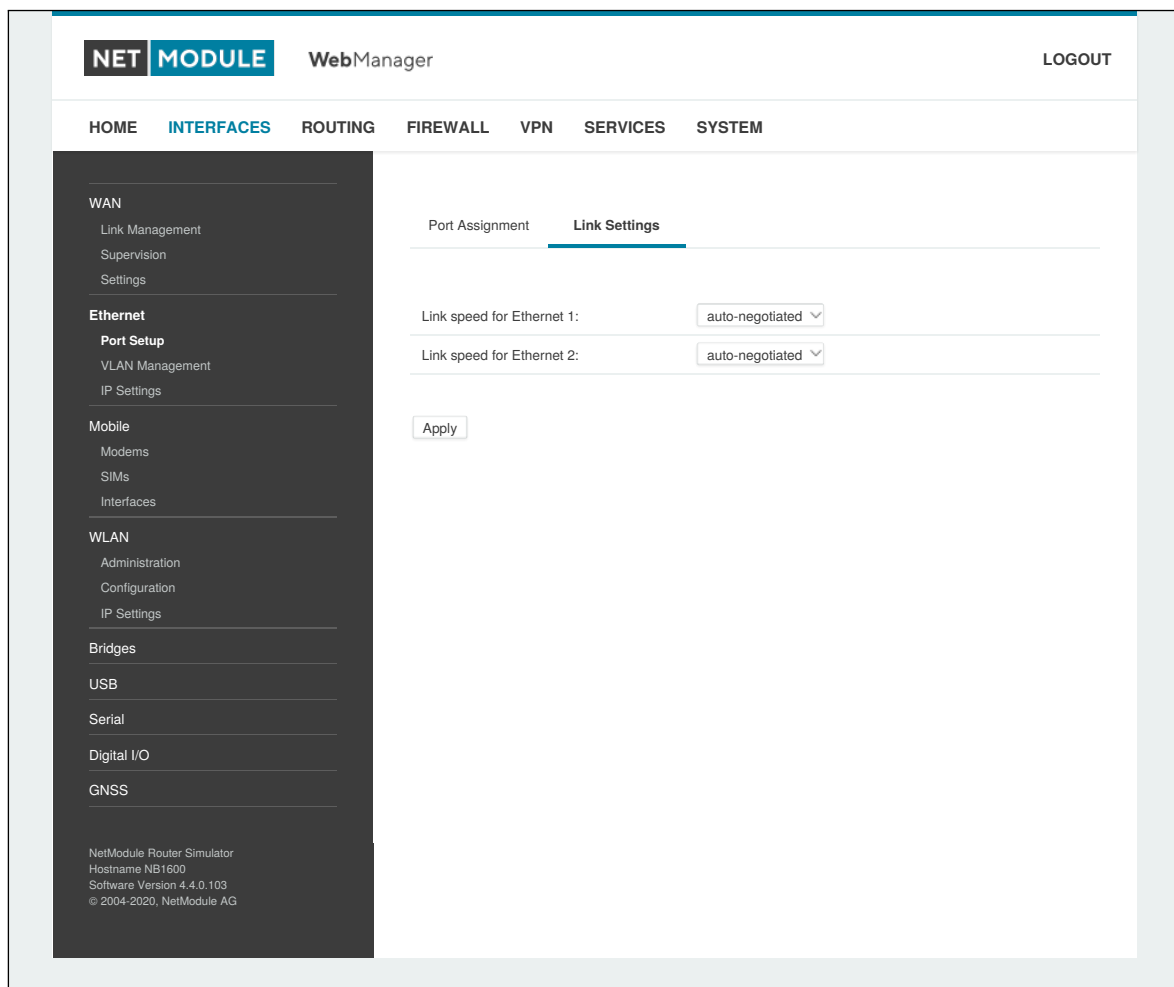 NET MODULE WebManager LOGOUT
HOME INTERFACES ROUTING FIREWALL VPN SERVICES SYSTEM
WAN
Link Management
Supervision
Settings
Ethernet
Port Setup
VLAN Management
IP Settings
Mobile
Modems
SIMs
Interfaces
WLAN
Administration
Configuration
IP Settings
Bridges
USB
Serial
Digital I/O
GNSS
NetModule Router Simulator
Hostname NB1600
Software Version 4.4.0.103
© 2004-2020, NetModule AG
Port Assignment Link Settings
Link speed for Ethernet 1: auto-negotiated
Link speed for Ethernet 2: auto-negotiated
Apply